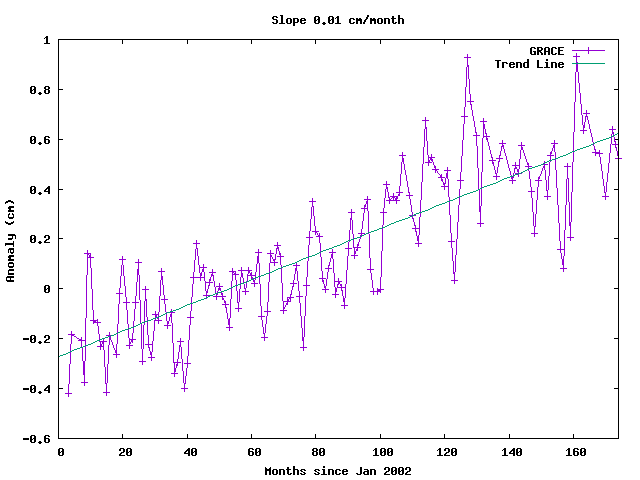 Slope 0.01 cm/month
GRACE
Trend Line
1
0.8
0.6
0.4
0.2
0
-0.2
-0.4
-0.6
Anomaly (cm)
0 20 40 60 80 100 120 140 160
Months since Jan 2002